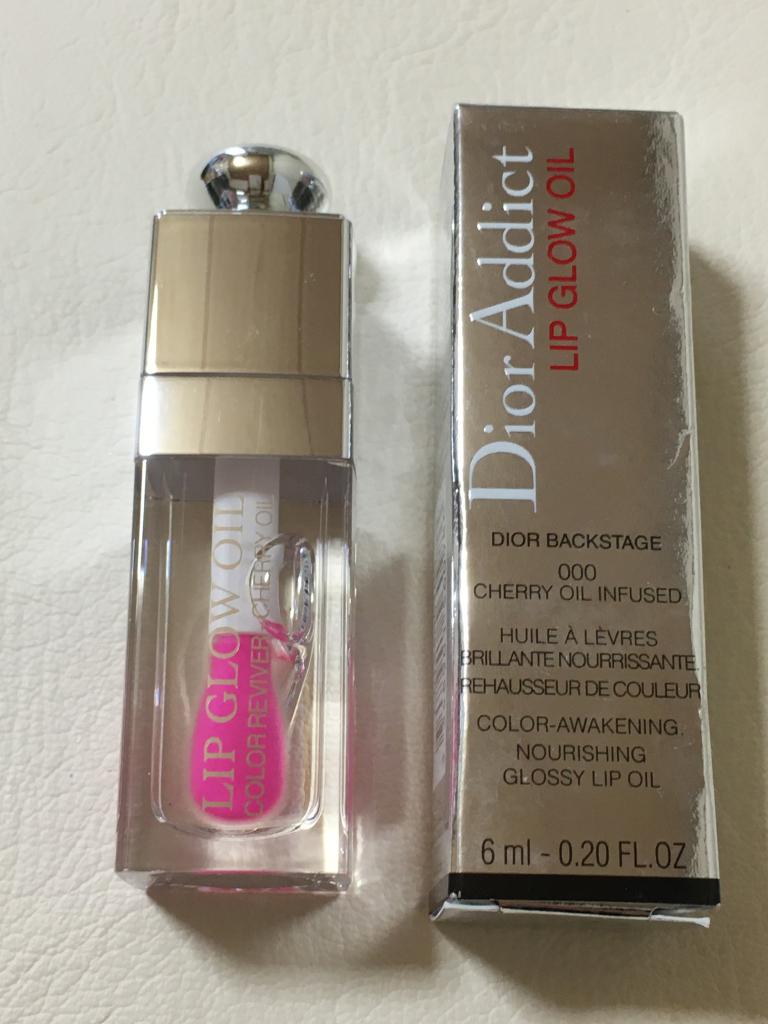 LIP GLOW OIL
COLOR REVIVER CHERRY OIL
Dior Addict
LIP GLOW OIL
DIOR BACKSTAGE
000
CHERRY OIL INFUSED
HUILE À LÈVRES
BRILLANTE NOURRISSANTE,
REHAUSSEUR DE COULEUR
COLOR-AWAKENING,
NOURISHING
GLOSSY LIP OIL
6 ml - 0.20 FL.OZ